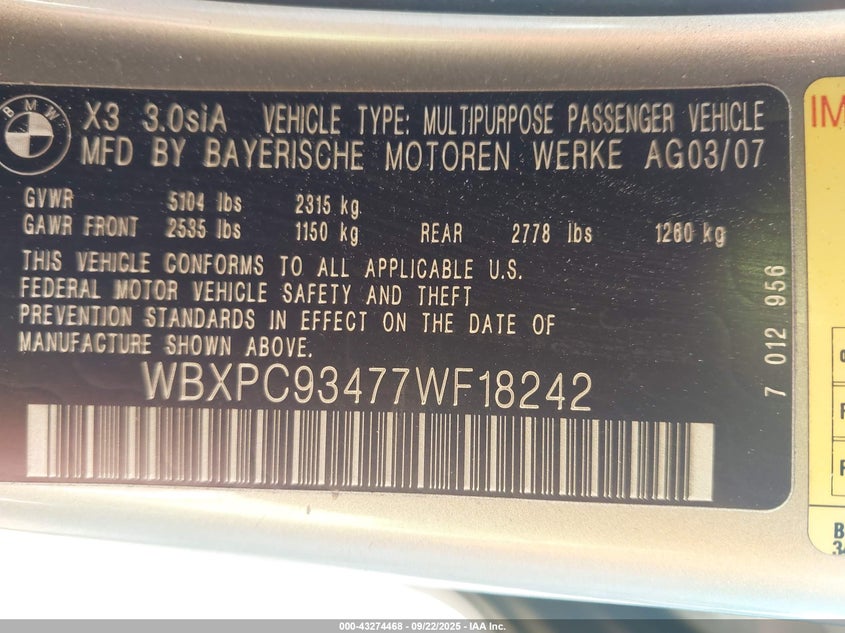 BMW
X3 3.0siA VEHICLE TYPE: MULTIPURPOSE PASSENGER VEHICLE
MFD BY BAYERISCHE MOTOREN WERKE AG03/07
GVWR 5104 lbs 2315 kg
GAWR FRONT 2535 lbs 1150 kg REAR 2778 lbs 1260 kg
THIS VEHICLE CONFORMS TO ALL APPLICABLE U.S.
FEDERAL MOTOR VEHICLE SAFETY AND THEFT
PREVENTION STANDARDS IN EFFECT ON THE DATE OF
MANUFACTURE SHOWN ABOVE.
WBXPC93477WF18242
7 012 956
IM
000-43274468 - 09/22/2025 - IAAI, Inc.